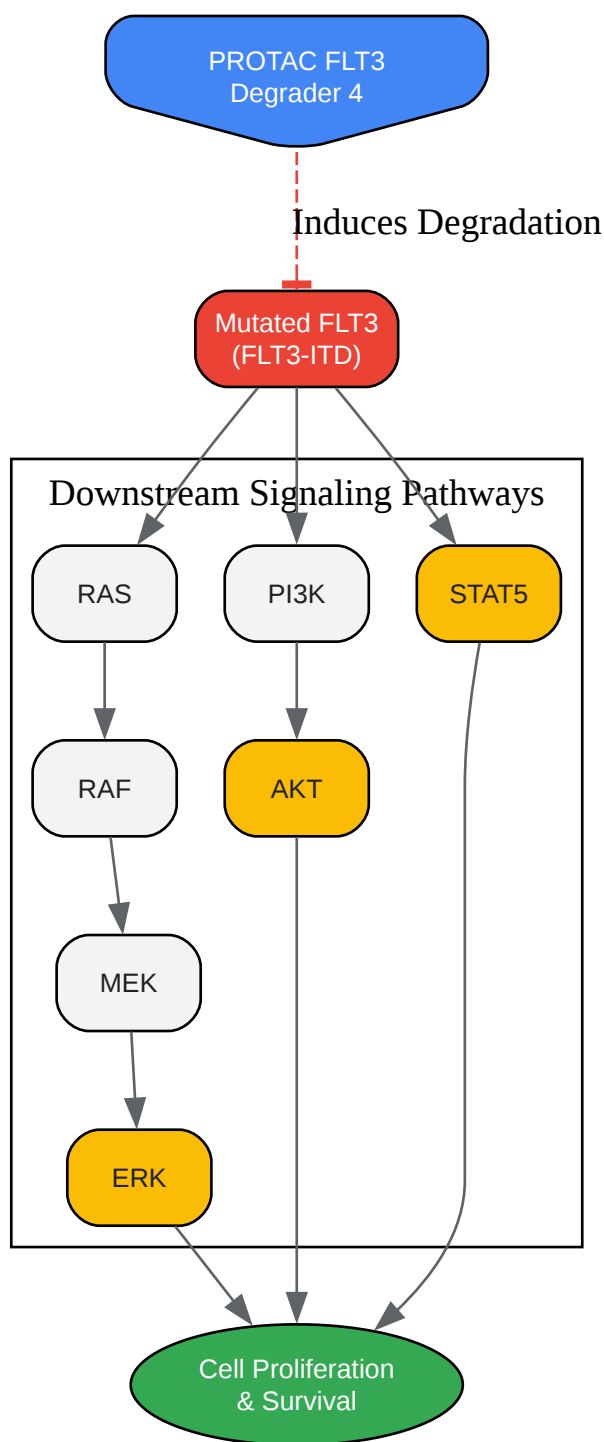 PROTAC FLT3
Degrader 4
Induces Degradation
Mutated FLT3
(FLT3-ITD)
Downstream Signaling Pathways
RAS
PI3K
STAT5
RAF
AKT
MEK
ERK
Cell Proliferation
& Survival